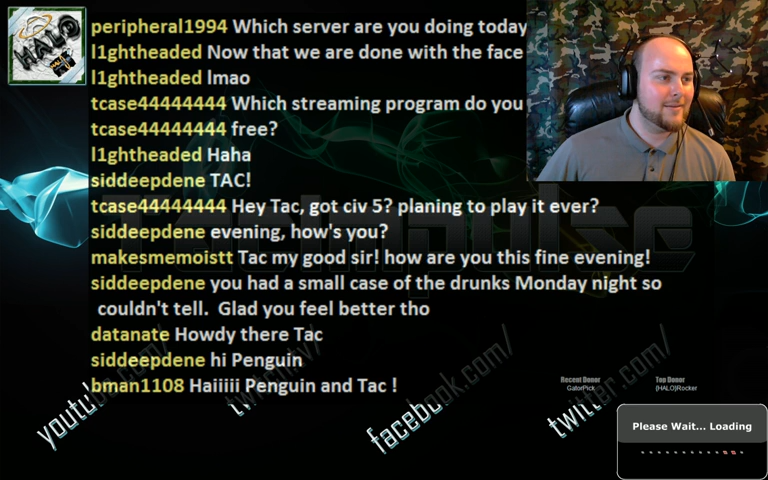 HALO
peripheral1994 Which server are you doing today
l1ghtheaded Now that we are done with the face
l1ghtheaded lmao
tcase44444444 Which streaming program do you
tcase44444444 free?
l1ghtheaded Haha
siddeepdene TAC!
tcase44444444 Hey Tac, got civ 5? planing to play it ever?
siddeepdene evening, how's you?
makesmemoistt Tac my good sir! how are you this fine evening!
siddeepdene you had a small case of the drunks Monday night so
couldn't tell. Glad you feel better tho
datanate Howdy there Tac
siddeepdene hi Penguin
bman1108 Haiiiii Penguin and Tac !
facebook.com/
twitter.com/
Recent Donor
GatorPick
Top Donor
(HALO)Rocker
Please Wait... Loading